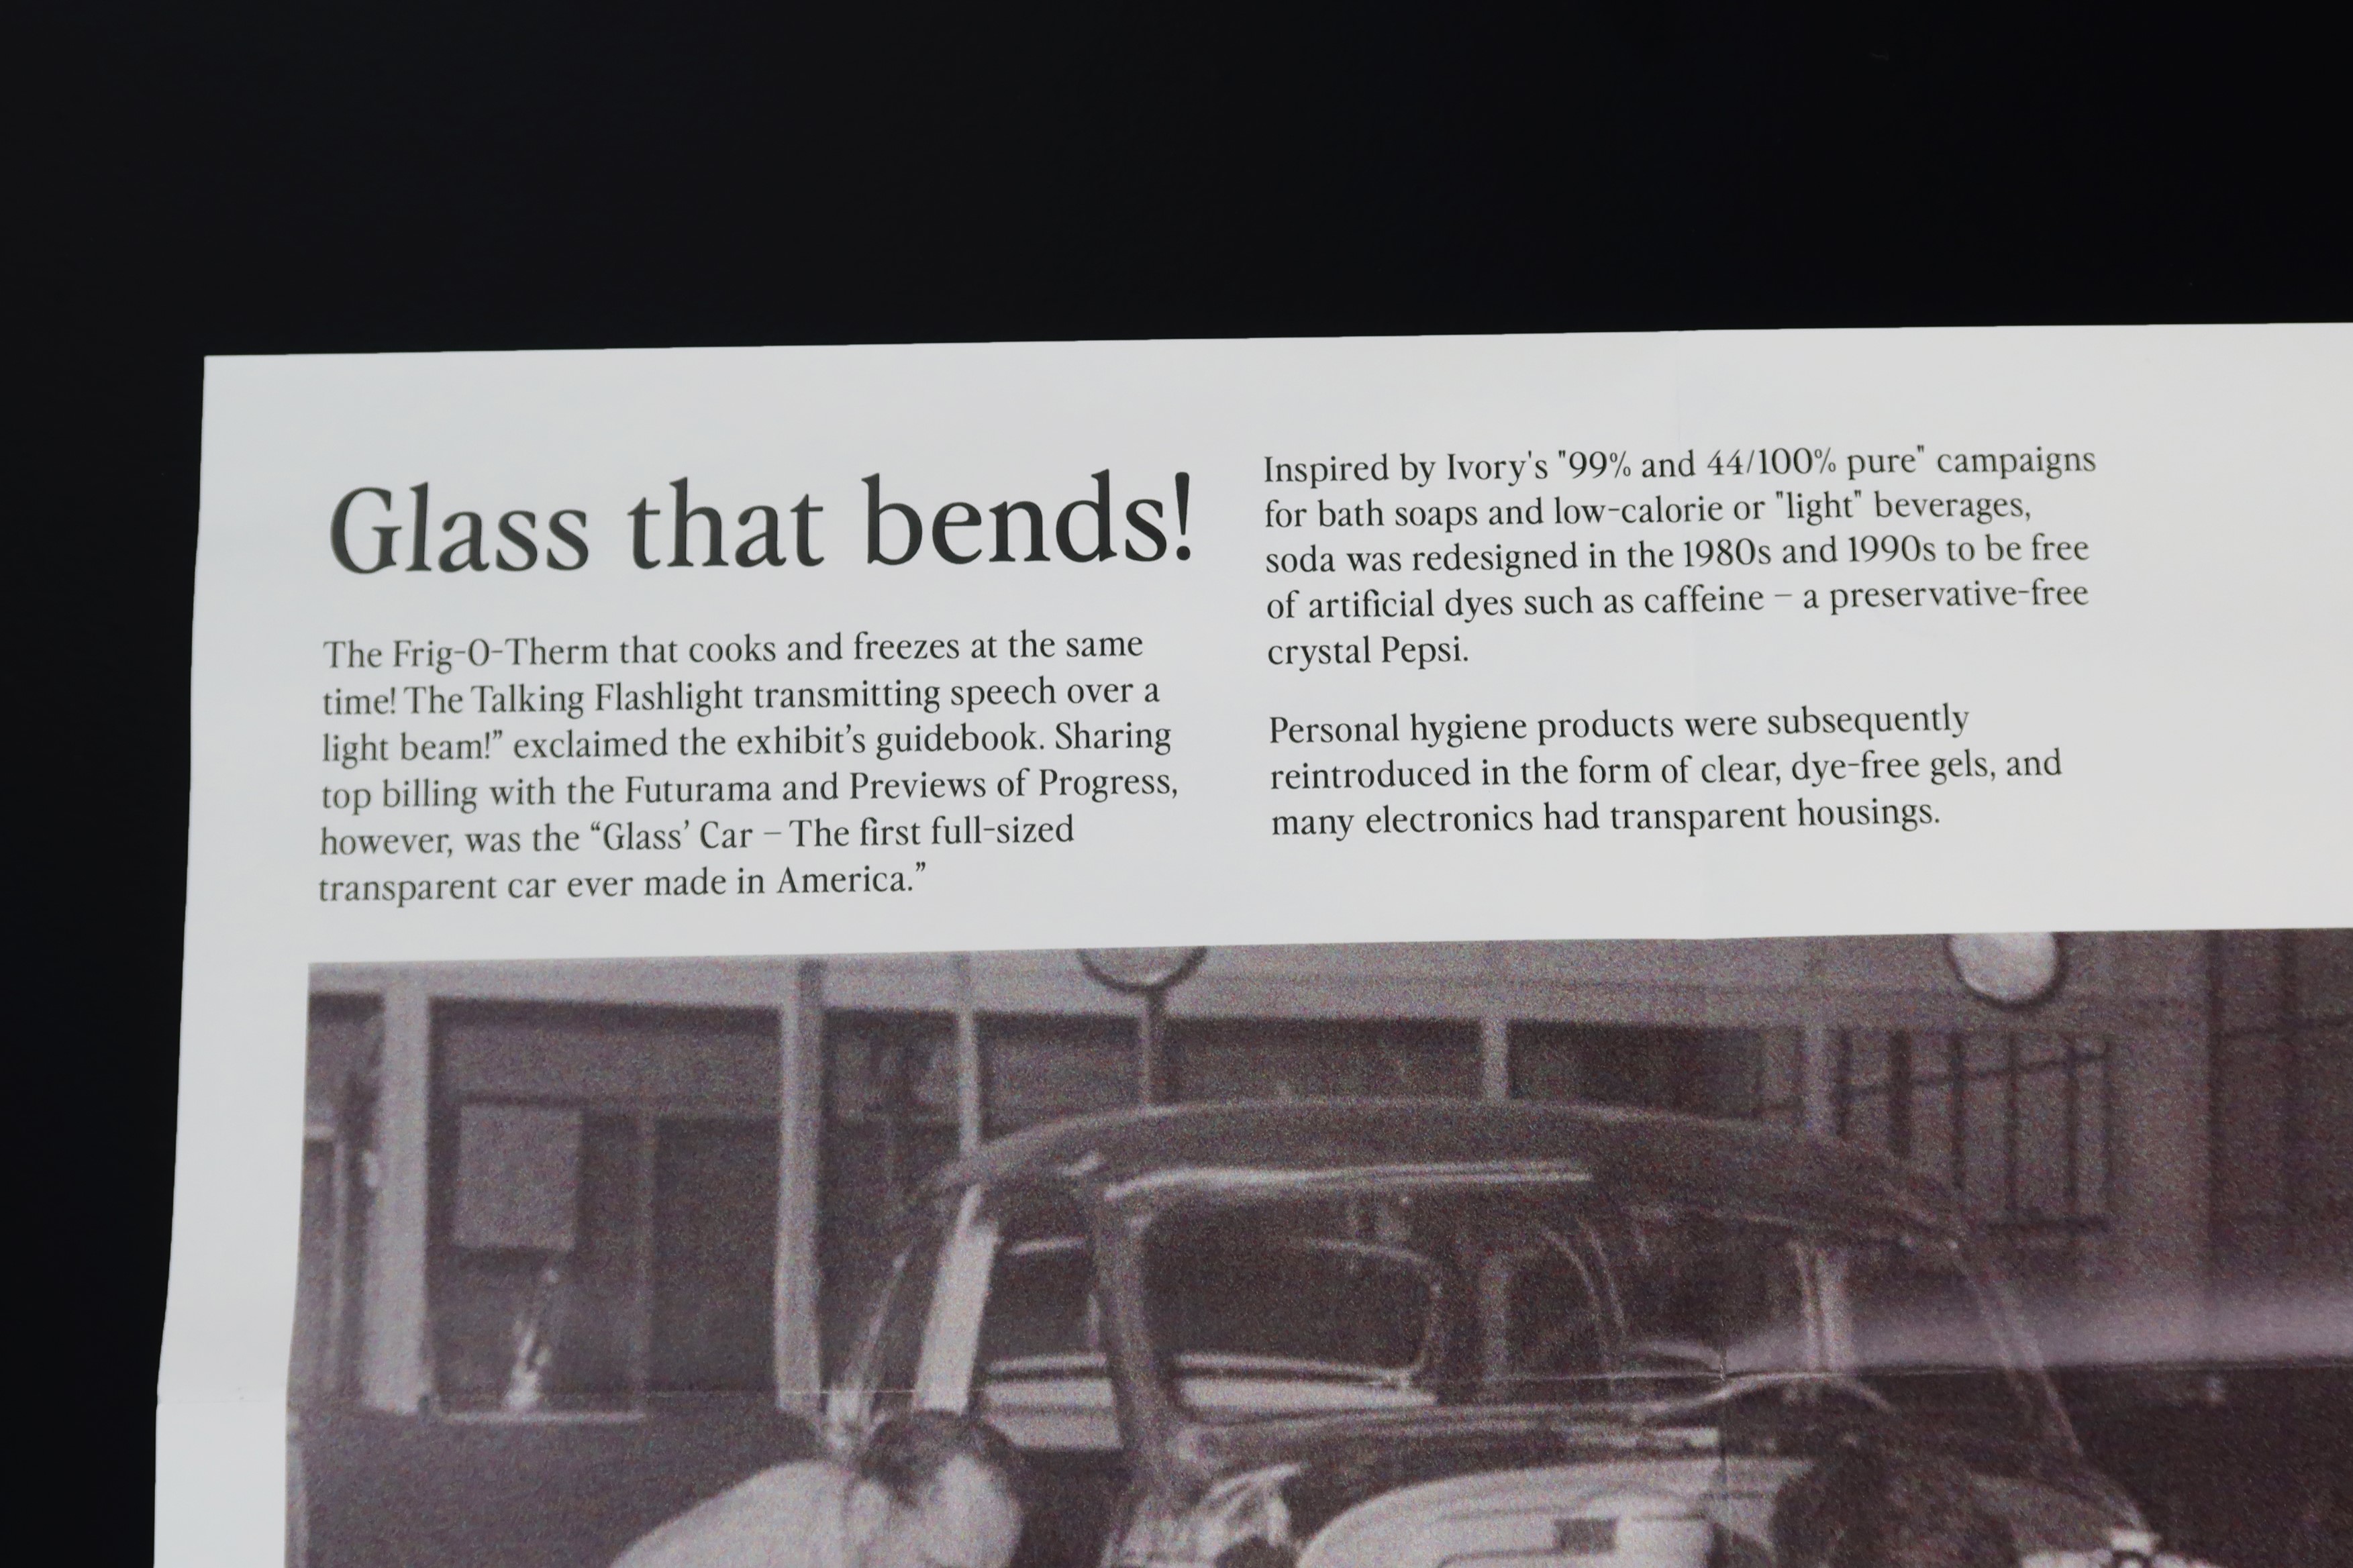 Glass that bends!
The Frig-O-Therm that cooks and freezes at the same
time! The Talking Flashlight transmitting speech over a
light beam!” exclaimed the exhibit’s guidebook. Sharing
top billing with the Futurama and Previews of Progress,
however, was the “Glass’ Car – The first full-sized
transparent car ever made in America.”
Inspired by Ivory's "99% and 44/100% pure" campaigns
for bath soaps and low-calorie or "light" beverages,
soda was redesigned in the 1980s and 1990s to be free
of artificial dyes such as caffeine – a preservative-free
crystal Pepsi.
Personal hygiene products were subsequently
reintroduced in the form of clear, dye-free gels, and
many electronics had transparent housings.